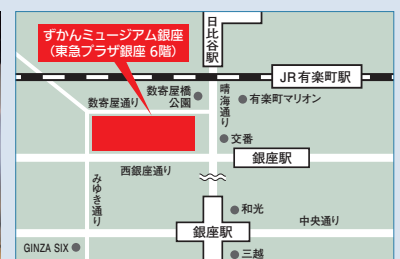 ずかんミュージアム銀座
(東急プラザ銀座 6階)
日比谷駅
JR有楽町駅
数寄屋橋
公園
晴海通り
有楽町マリオン
数寄屋通り
交番
銀座駅
西銀座通り
みゆき通り
和光
中央通り
銀座駅
GINZA SIX
三越